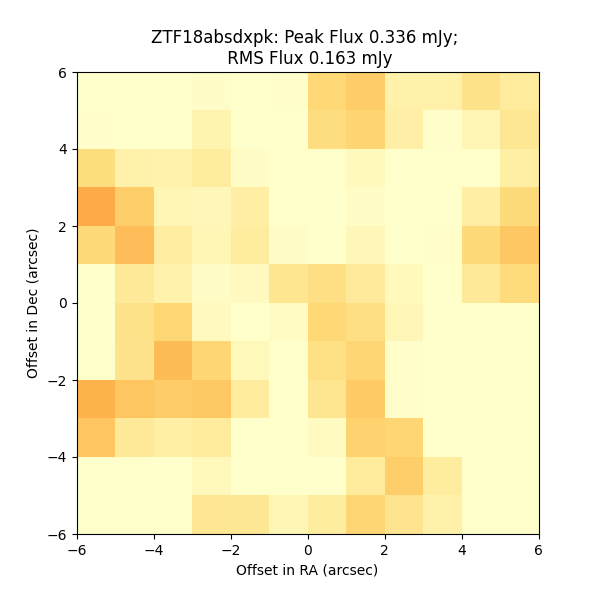 ZTF18absdxpk: Peak Flux 0.336 mJy;
RMS Flux 0.163 mJy
6
4
2
0
−2
−4
−6
Offset in Dec (arcsec)
−6 −4 −2 0 2 4 6
Offset in RA (arcsec)